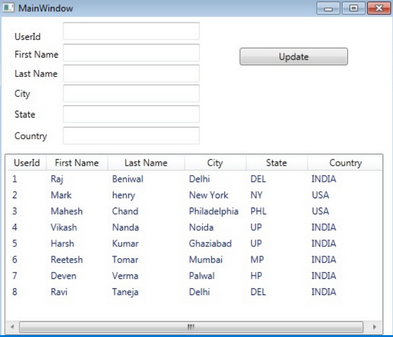 MainWindow
UserId
First Name
Update
Last Name
City
State
Country
UserId First Name Last Name City State Country
1 Raj Beniwal Delhi DEL INDIA
2 Mark henry New York NY USA
3 Mahesh Chand Philadelphia PHL USA
4 Vikash Nanda Noida UP INDIA
5 Harsh Kumar Ghaziabad UP INDIA
6 Reetesh Tomar Mumbai MP INDIA
7 Deven Verma Palwal HP INDIA
8 Ravi Taneja Delhi DEL INDIA